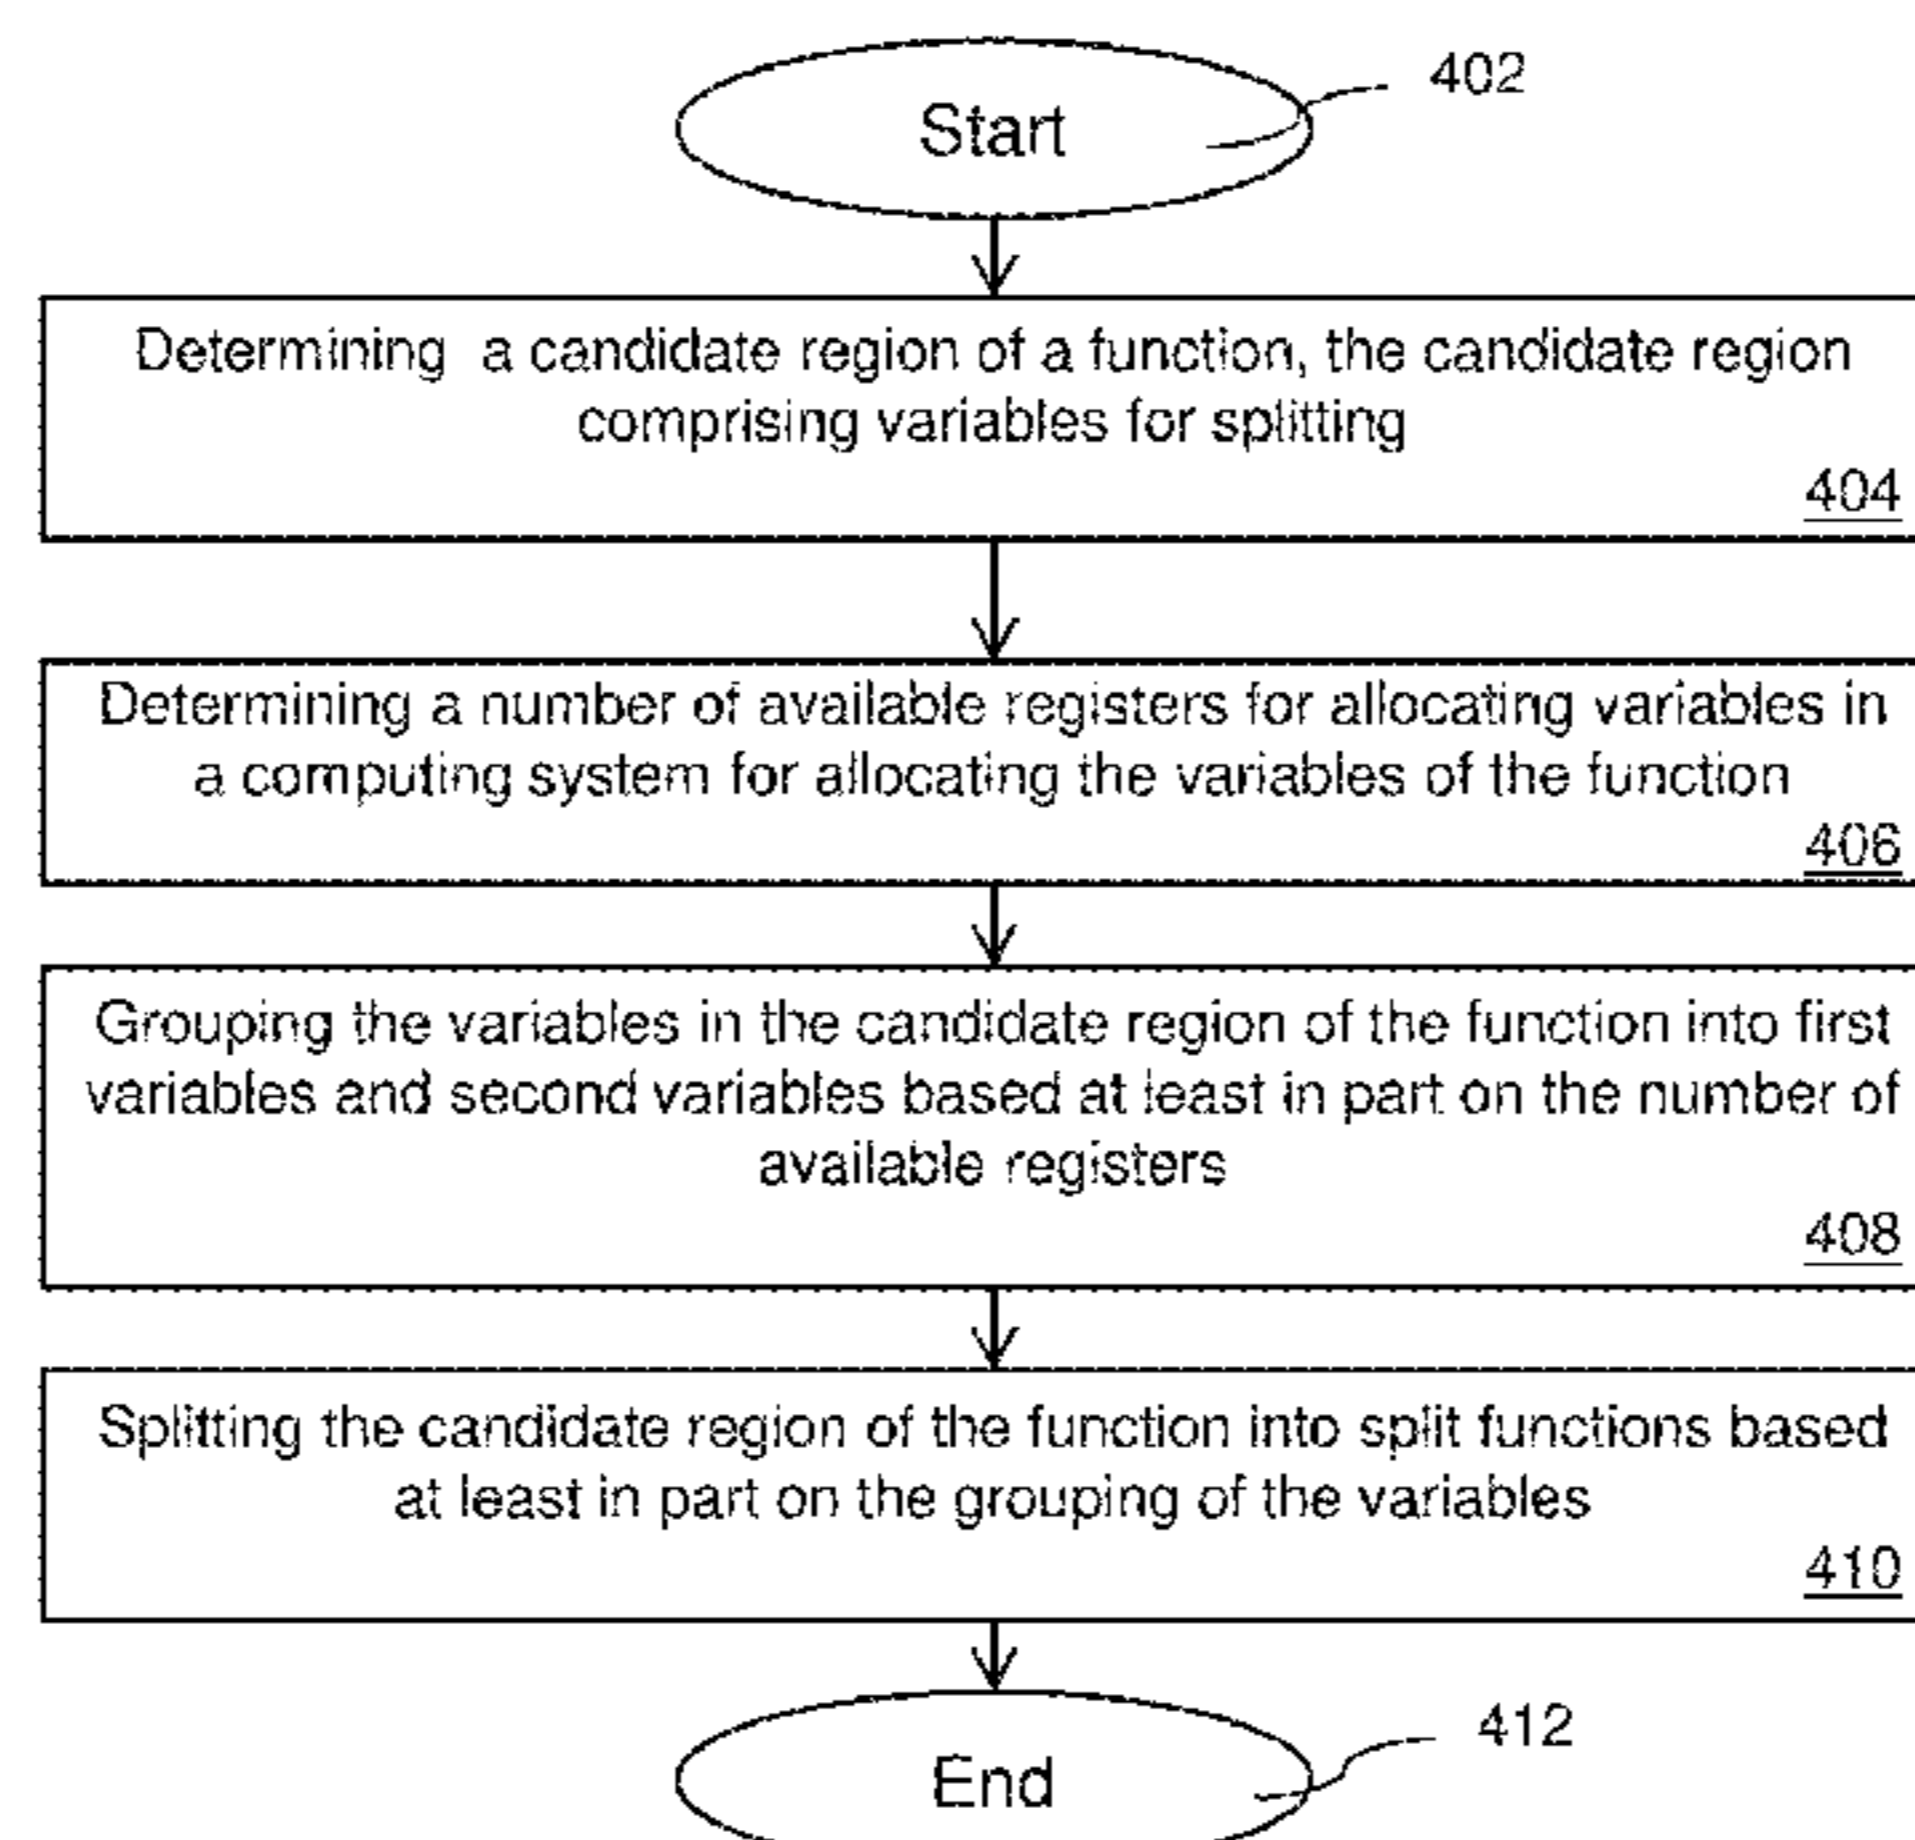 402
Start
Determining a candidate region of a function, the candidate region
comprising variables for splitting
404
Determining a number of available registers for allocating variables in
a computing system for allocating the variables of the function
406
Grouping the variables in the candidate region of the function into first
variables and second variables based at least in part on the number of
available registers
408
Splitting the candidate region of the function into split functions based
at least in part on the grouping of the variables
410
412
End